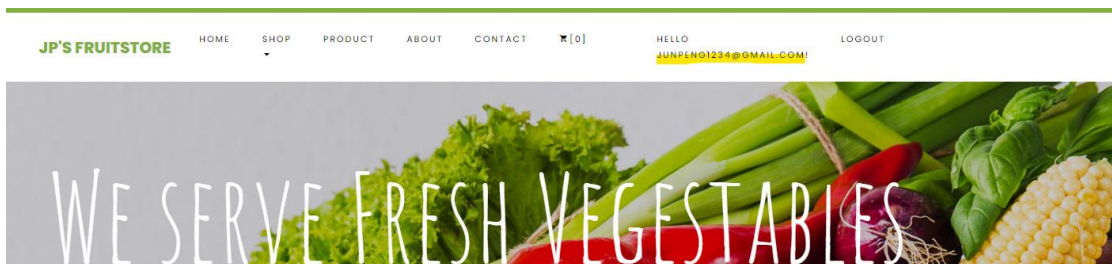 JP'S FRUITSTORE
HOME SHOP PRODUCT ABOUT CONTACT [0] HELLO LOGOUT
JUNPENG1234@GMAIL.COM!
WE SERVE FRESH VEGESTABLES